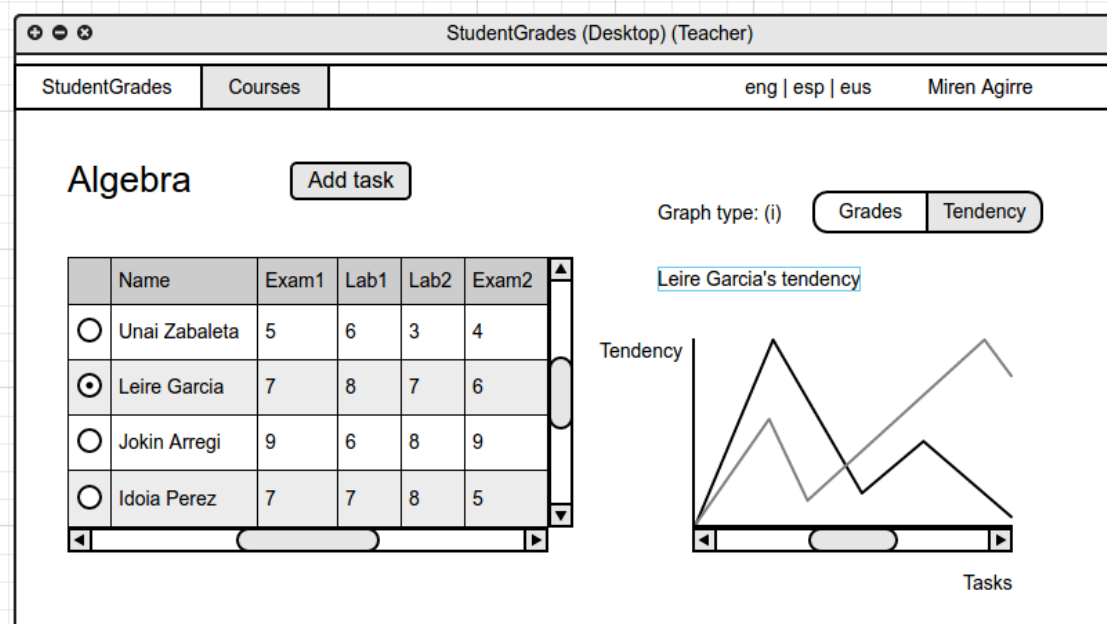 StudentGrades (Desktop) (Teacher)
StudentGrades Courses eng | esp | eus Miren Agirre
Algebra Add task
Graph type: (i) Grades Tendency
Leire Garcia's tendency
Name Exam1 Lab1 Lab2 Exam2
Unai Zabaleta 5 6 3 4
Leire Garcia 7 8 7 6
Jokin Arregi 9 6 8 9
Idoia Perez 7 7 8 5
Tendency
Tasks